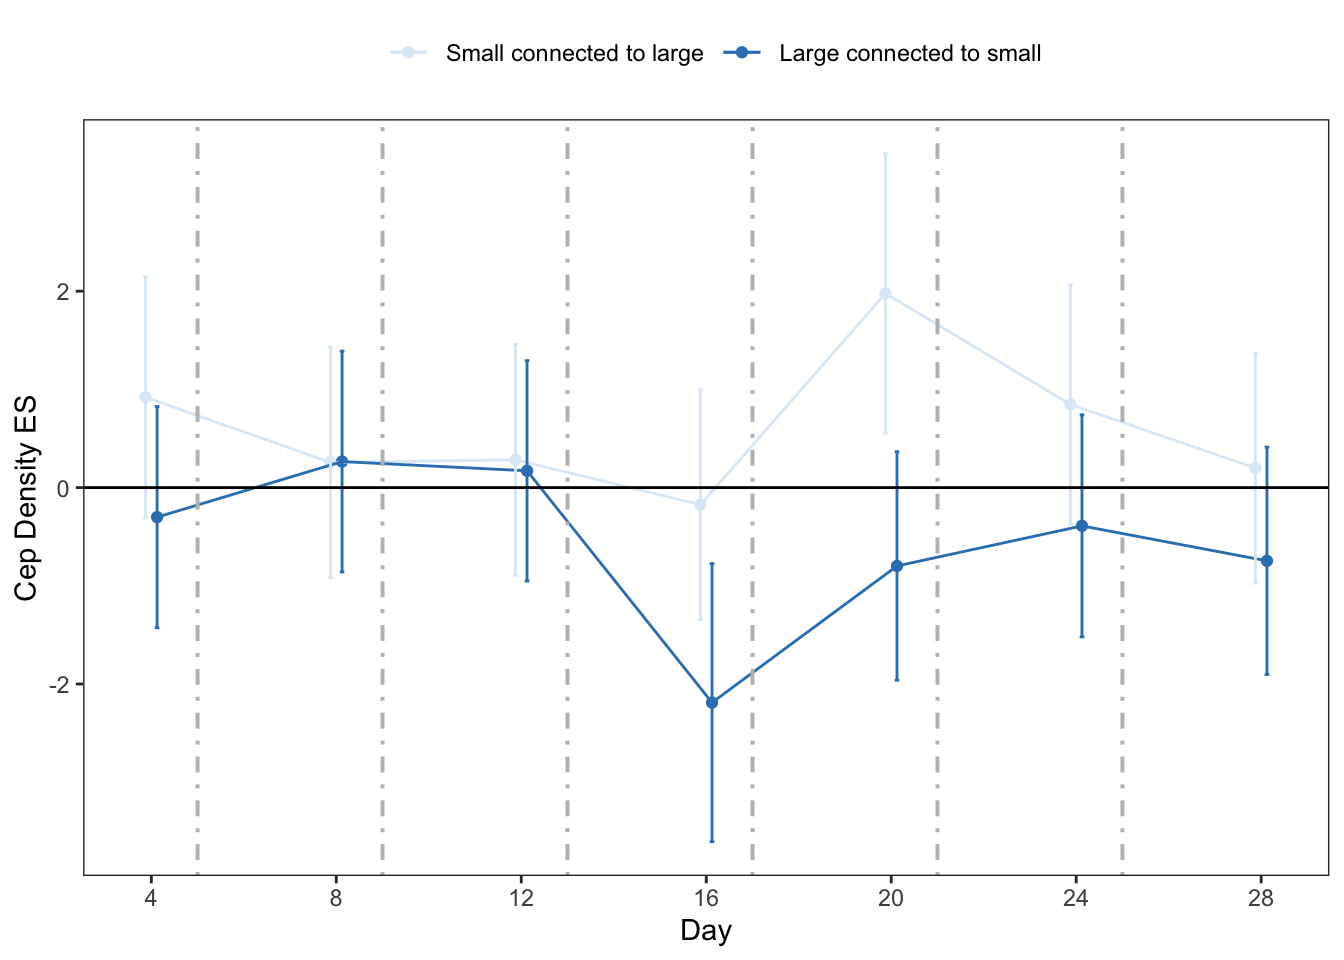 Small connected to large Large connected to small
Cep Density ES
2
0
-2
4 8 12 16 20 24 28
Day